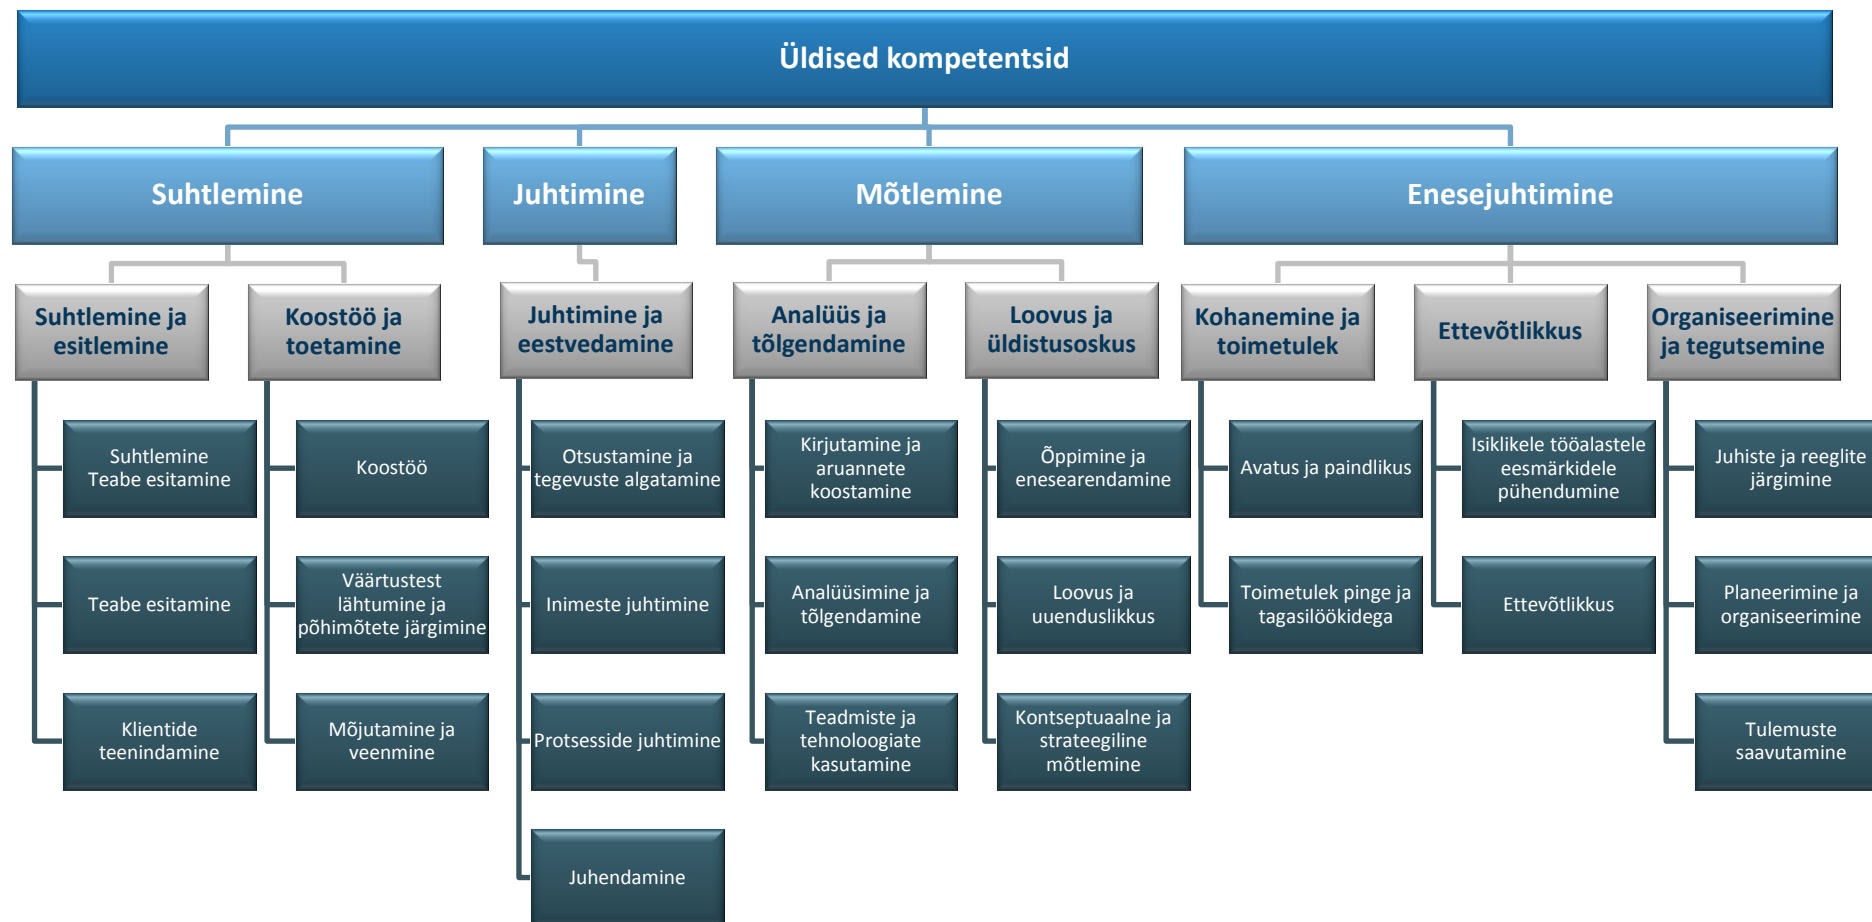 Üldised kompetentsid
Suhtlemine
Juhtimine
Mõtlemine
Enesejuhtimine
Suhtlemine ja
esitlemine
Koostöö ja
toetamine
Juhtimine ja
eestvedamine
Analüüs ja
tõlgendamine
Loovus ja
üldistusoskus
Kohanemine ja
toimetulek
Ettevõtlikkus
Organiseerimine
ja tegutsemine
Suhtlemine
Teabe esitamine
Teabe esitamine
Klientide
teenindamine
Koostöö
Väärtustest
lähtumine ja
põhimõtete järgimine
Mõjutamine ja
veenmine
Otsustamine ja
tegevuste algatamine
Inimeste juhtimine
Protsesside juhtimine
Juhendamine
Kirjutamine ja
aruannete
koostamine
Analüüsimine ja
tõlgendamine
Teadmiste ja
tehnoloogiate
kasutamine
Õppimine ja
enesearendamine
Loovus ja
uuenduslikkus
Kontseptuaalne ja
strateegiline
mõtlemine
Avatus ja paindlikus
Toimetulek pinge ja
tagasilöökidega
Isiklikele tööalastele
eesmärkidele
pühendumine
Ettevõtlikkus
Juhiste ja reeglite
järgimine
Planeerimine ja
organiseerimine
Tulemuste
saavutamine